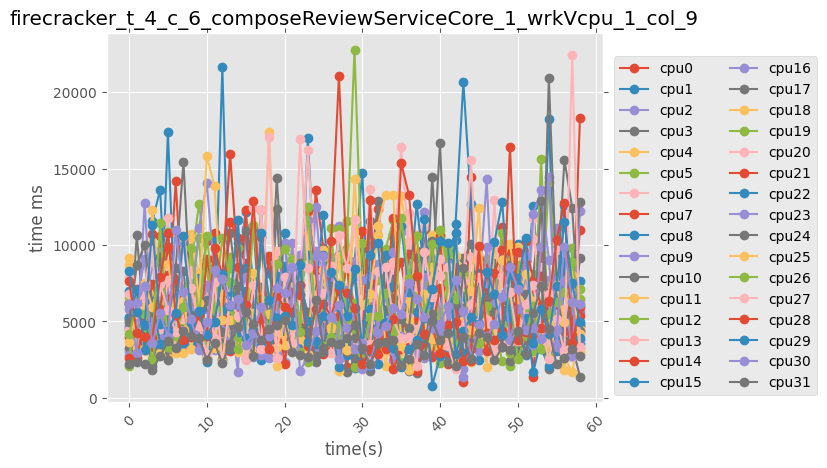 firecracker_t_4_c_6_composeReviewServiceCore_1_wrkVcpu_1_col_9
time ms
20000
15000
10000
5000
0
0
10
20
30
40
50
60
time(s)
cpu0
cpu1
cpu2
cpu3
cpu4
cpu5
cpu6
cpu7
cpu8
cpu9
cpu10
cpu11
cpu12
cpu13
cpu14
cpu15
cpu16
cpu17
cpu18
cpu19
cpu20
cpu21
cpu22
cpu23
cpu24
cpu25
cpu26
cpu27
cpu28
cpu29
cpu30
cpu31